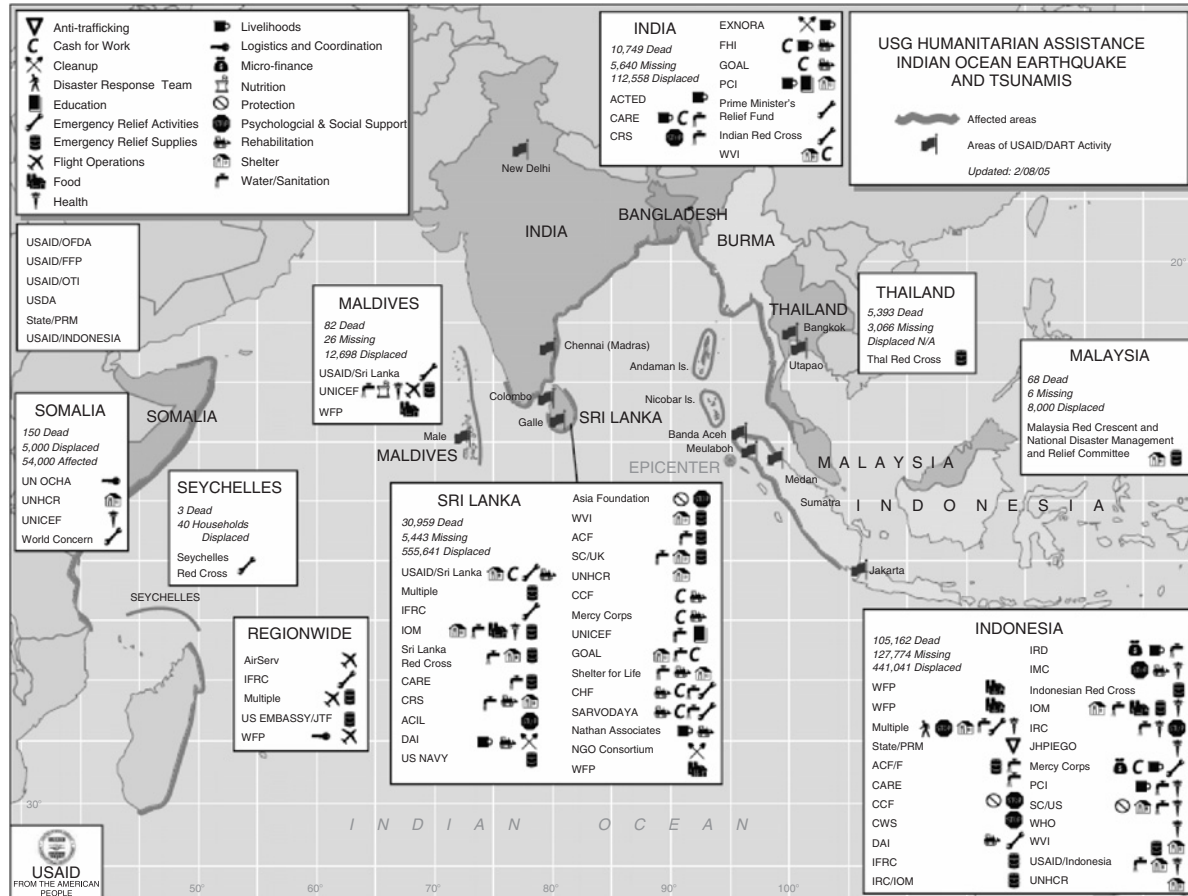 Anti-trafficking
Cash for Work
Cleanup
Disaster Response Team
Education
Emergency Relief Activities
Emergency Relief Supplies
Flight Operations
Food
Health
Livelihoods
Logistics and Coordination
Micro-finance
Nutrition
Protection
Psychologcial & Social Support
Rehabilitation
Shelter
Water/Sanitation
INDIA
10,749 Dead
5,640 Missing
112,558 Displaced
ACTED
CARE
CRS
EXNORA
FHI
GOAL
PCI
Prime Minister's
Relief Fund
Indian Red Cross
WVI
USG HUMANITARIAN ASSISTANCE
INDIAN OCEAN EARTHQUAKE
AND TSUNAMIS
Affected areas
Areas of USAID/DART Activity
Updated: 2/08/05
USAID/OFDA
USAID/FFP
USAID/OTI
USDA
State/PRM
USAID/INDONESIA
New Delhi
INDIA
BANGLADESH
BURMA
20°
MALDIVES
82 Dead
26 Missing
12,698 Displaced
USAID/Sri Lanka
UNICEF
WFP
Chennai (Madras)
Colombo
Galle
SRI LANKA
Male
MALDIVES
Andaman Is.
Nicobar Is.
THAILAND
Bangkok
Utapao
THAILAND
5,393 Dead
3,066 Missing
Displaced N/A
Thal Red Cross
MALAYSIA
68 Dead
6 Missing
8,000 Displaced
Malaysia Red Crescent and
National Disaster Management
and Relief Committee
Banda Aceh
Meulaboh
EPICENTER
Medan
Sumatra
MALAYSIA
INDONESIA
Jakarta
SOMALIA
SOMALIA
150 Dead
5,000 Displaced
54,000 Affected
UN OCHA
UNHCR
UNICEF
World Concern
SEYCHELLES
3 Dead
40 Households
Displaced
Seychelles
Red Cross
SEYCHELLES
REGIONWIDE
AirServ
IFRC
Multiple
US EMBASSY/JTF
WFP
SRI LANKA
30,959 Dead
5,443 Missing
555,641 Displaced
USAID/Sri Lanka
Multiple
IFRC
IOM
Sri Lanka
Red Cross
CARE
CRS
ACIL
DAI
US NAVY
Asia Foundation
WVI
ACF
SC/UK
UNHCR
CCF
Mercy Corps
UNICEF
GOAL
Shelter for Life
CHF
SARVODAYA
Nathan Associates
NGO Consortium
WFP
INDONESIA
105,162 Dead
127,774 Missing
441,041 Displaced
WFP
WFP
Multiple
State/PRM
ACF/F
CARE
CCF
CWS
DAI
IFRC
IRC/IOM
IRD
IMC
Indonesian Red Cross
IOM
IRC
JHPIEGO
Mercy Corps
PCI
SC/US
WHO
WVI
USAID/Indonesia
UNHCR
30°
INDIAN OCEAN
USAID
FROM THE AMERICAN
PEOPLE
50°
60°
70°
80°
90°
100°